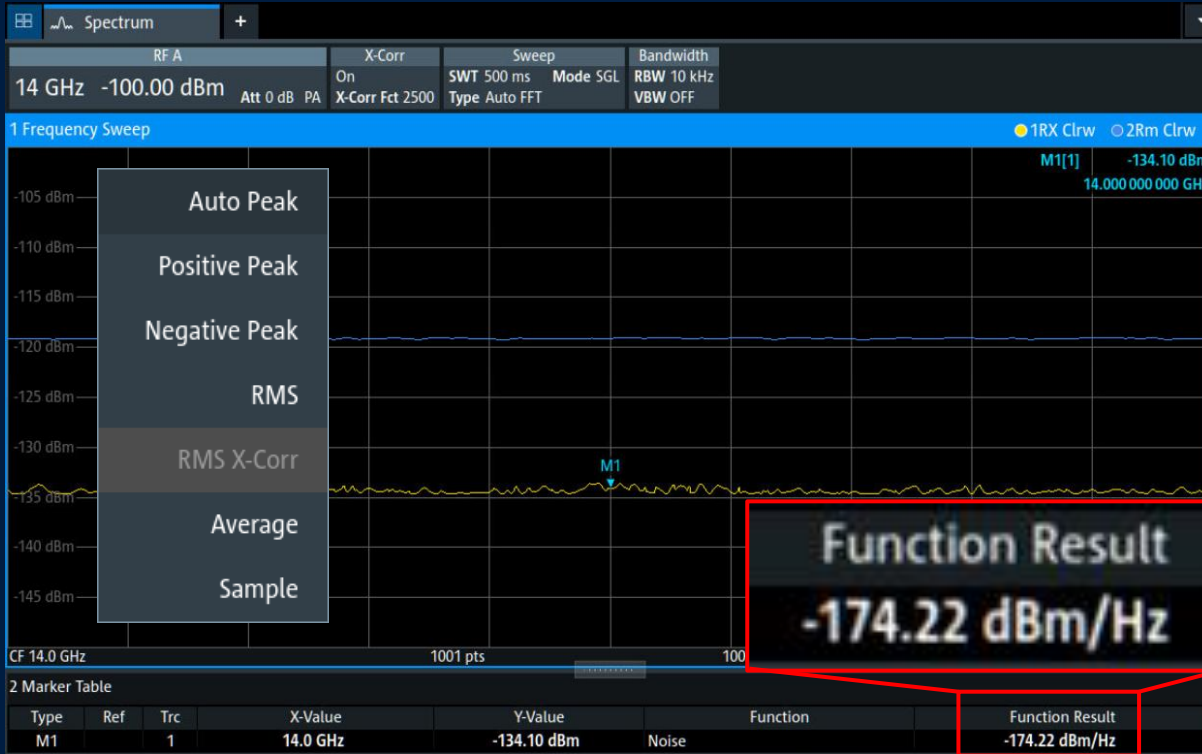 Spectrum +
RF A X-Corr Sweep Bandwidth
14 GHz -100.00 dBm Att 0 dB PA
On
X-Corr Fct 2500
SWT 500 ms Mode SGL
Type Auto FFT
RBW 10 kHz
VBW OFF
1 Frequency Sweep 1RX Clrw 2Rm Clrw
M1[1] -134.10
14.000 000 000
-105 dBm
-110 dBm
-115 dBm
-120 dBm
-125 dBm
-130 dBm
-135 dBm
-140 dBm
-145 dBm
Auto Peak
Positive Peak
Negative Peak
RMS
RMS X-Corr
Average
Sample
M1
Function Result
-174.22 dBm/Hz
CF 14.0 GHz 1001 pts 100
2 Marker Table
Type Ref Trc X-Value Y-Value Function Function Result
M1 1 14.0 GHz -134.10 dBm Noise -174.22 dBm/Hz